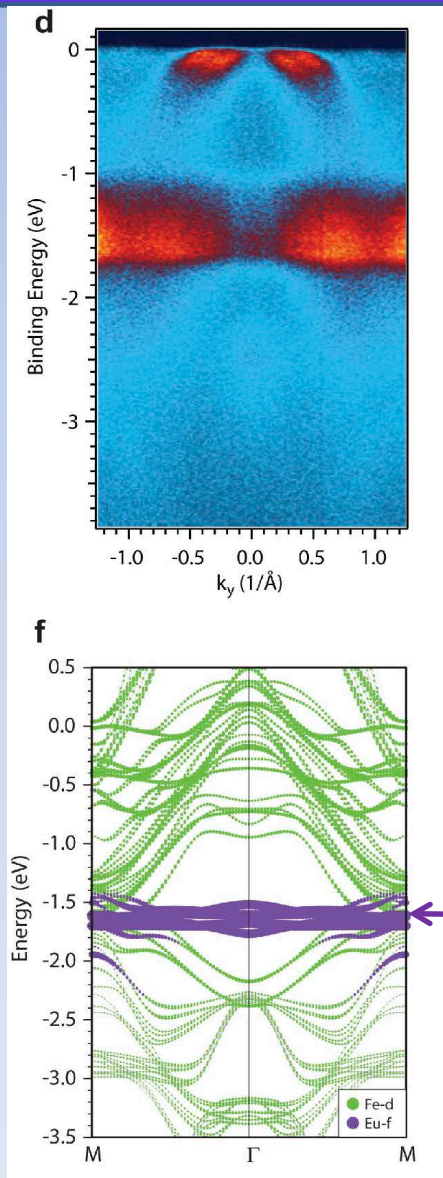 d
0
-1
-2
-3
Binding Energy (eV)
-1.0 -0.5 0.0 0.5 1.0
ky (1/Å)
f
0.5
0.0
-0.5
-1.0
-1.5
-2.0
-2.5
-3.0
-3.5
Energy (eV)
Fe-d
Eu-f
M Γ M